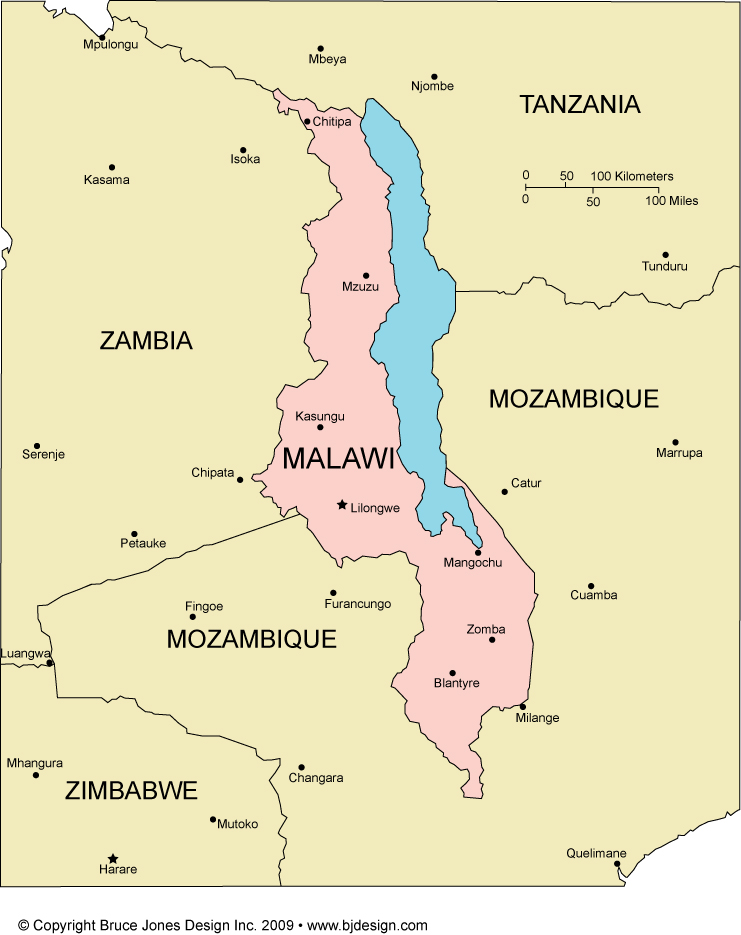 Mpulongu
Mbeya
Njombe
TANZANIA
Chitipa
Isoka
Kasama
0 50 100 Kilometers
0 50 100 Miles
Tunduru
Mzuzu
ZAMBIA
MOZAMBIQUE
Kasungu
Serenje
MALAWI
Marrupa
Chipata
Catur
Lilongwe
Petauke
Mangochu
Cuamba
Fingoe
Furancungo
MOZAMBIQUE
Zomba
Luangwa
Blantyre
Milange
Mhangura
Changara
ZIMBABWE
Mutoko
Quelimane
Harare
© Copyright Bruce Jones Design Inc. 2009 • www.bjdesign.com